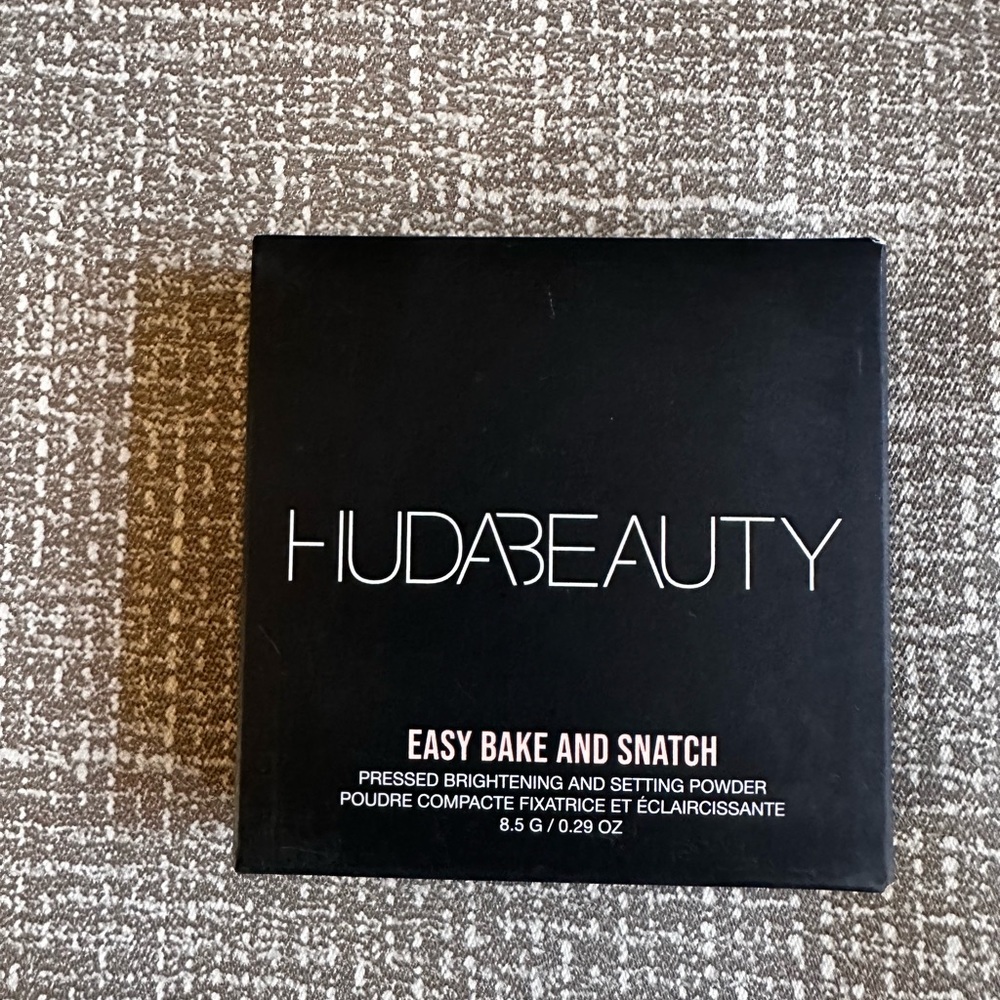 HUDABEAUTY
EASY BAKE AND SNATCH
PRESSED BRIGHTENING AND SETTING POWDER
POUDRE COMPACTE FIXATRICE ET ÉCLAIRCISSANTE
8.5 G / 0.29 OZ